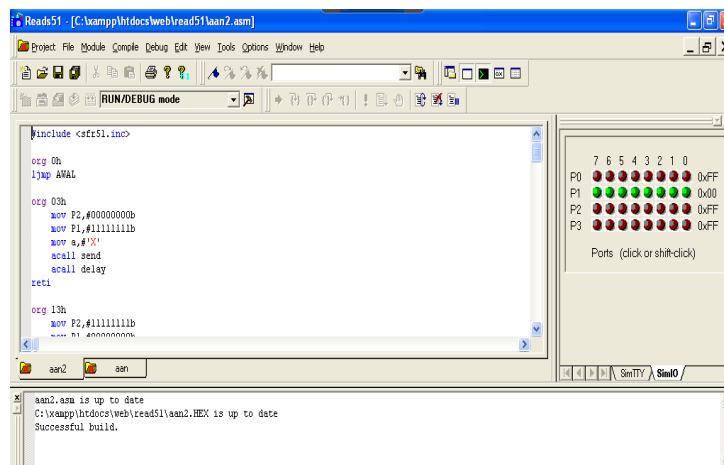 Reads51 - [C:\xampp\htdocs\web\read51\aan2.asm]
Project File Module Compile Debug Edit View Tools Options Window Help
RUN/DEBUG mode
#include <sfr51.inc>
org 0h
ljmp AWAL
org 03h
mov P2,#00000000b
mov P1,#11111111b
mov a,#'X'
acall send
acall delay
reti
org 13h
mov P2,#11111111b
mov P1,#00000000b
aan2 aan
7 6 5 4 3 2 1 0
P0 0xFF
P1 0x00
P2 0xFF
P3 0xFF
Ports (click or shift-click)
SimTTY SimIO
aan2.asm is up to date
C:\xampp\htdocs\web\read51\aan2.HEX is up to date
Successful build.